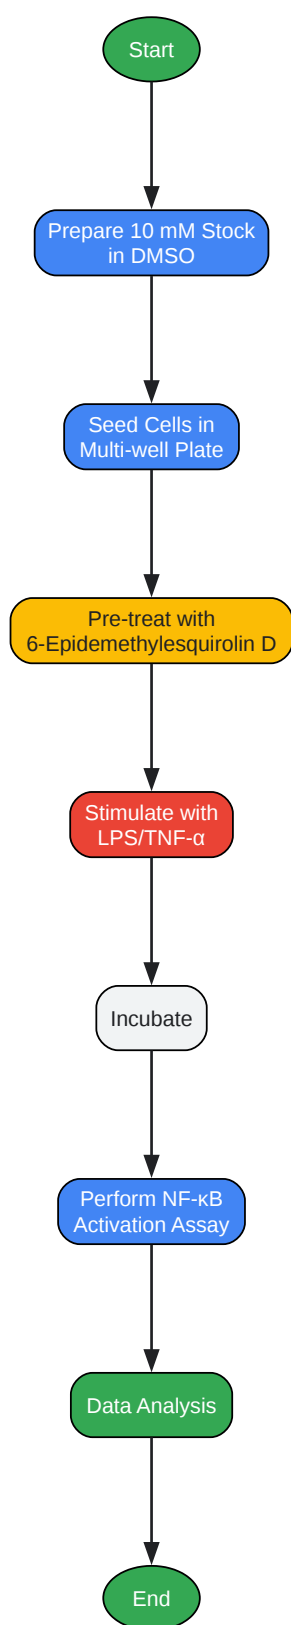 Start
Prepare 10 mM Stock
in DMSO
Seed Cells in
Multi-well Plate
Pre-treat with
6-Epidemethylesquirolin D
Stimulate with
LPS/TNF-α
Incubate
Perform NF-κB
Activation Assay
Data Analysis
End